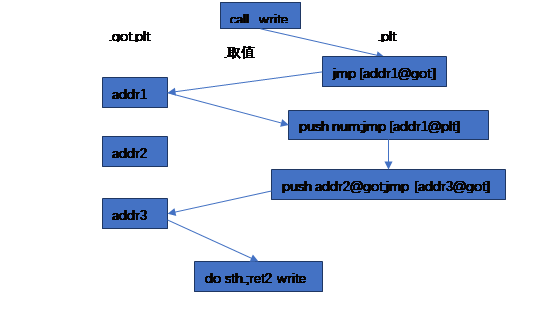 call write
.got.plt
.plt
.取值
jmp [addr1@got]
addr1
push num;jmp [addr1@plt]
addr2
push addr2@got;jmp [addr3@got]
addr3
do sth.;ret2 write